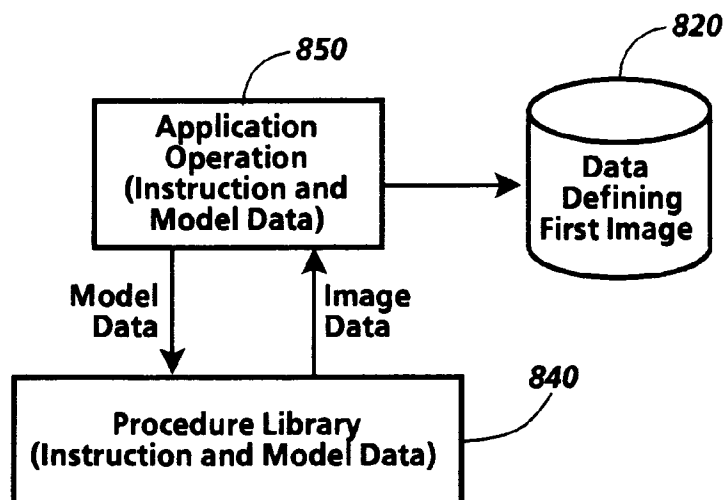 850
820
Application
Operation
(Instruction and
Model Data)
Data
Defining
First Image
Model
Data
Image
Data
840
Procedure Library
(Instruction and Model Data)